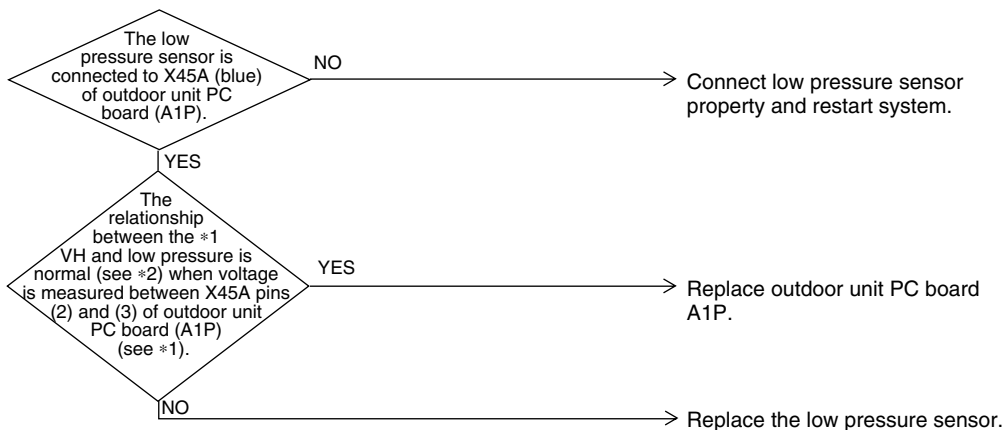 The low
pressure sensor is
connected to X45A (blue)
of outdoor unit PC
board (A1P).
NO
Connect low pressure sensor
property and restart system.
YES
The
relationship
between the *1
VH and low pressure is
normal (see *2) when voltage
is measured between X45A pins
(2) and (3) of outdoor unit
PC board (A1P)
(see *1).
YES
Replace outdoor unit PC board
A1P.
NO
Replace the low pressure sensor.